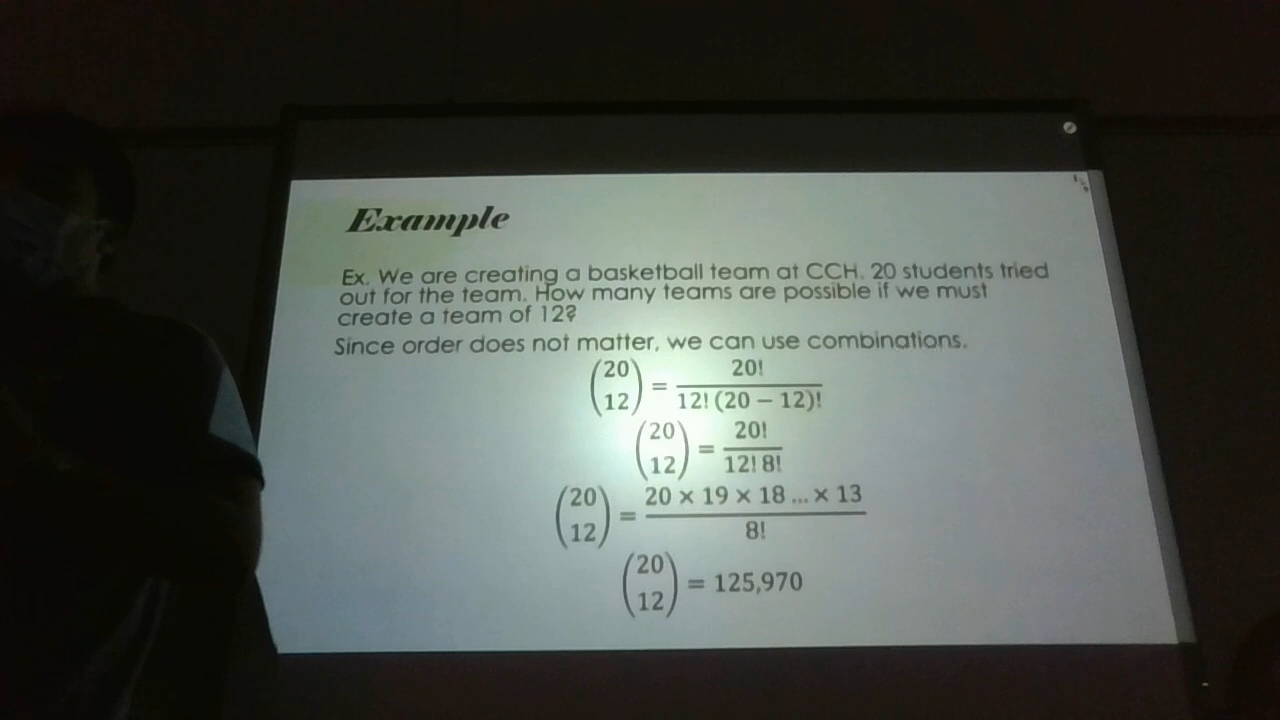 Example
Ex. We are creating a basketball team at CCH. 20 students tried
out for the team. How many teams are possible if we must
create a team of 12?
Since order does not matter, we can use combinations.
(20 12) = 20! / 12! (20 − 12)!
(20 12) = 20! / 12! 8!
(20 12) = 20 × 19 × 18 ... × 13 / 8!
(20 12) = 125,970